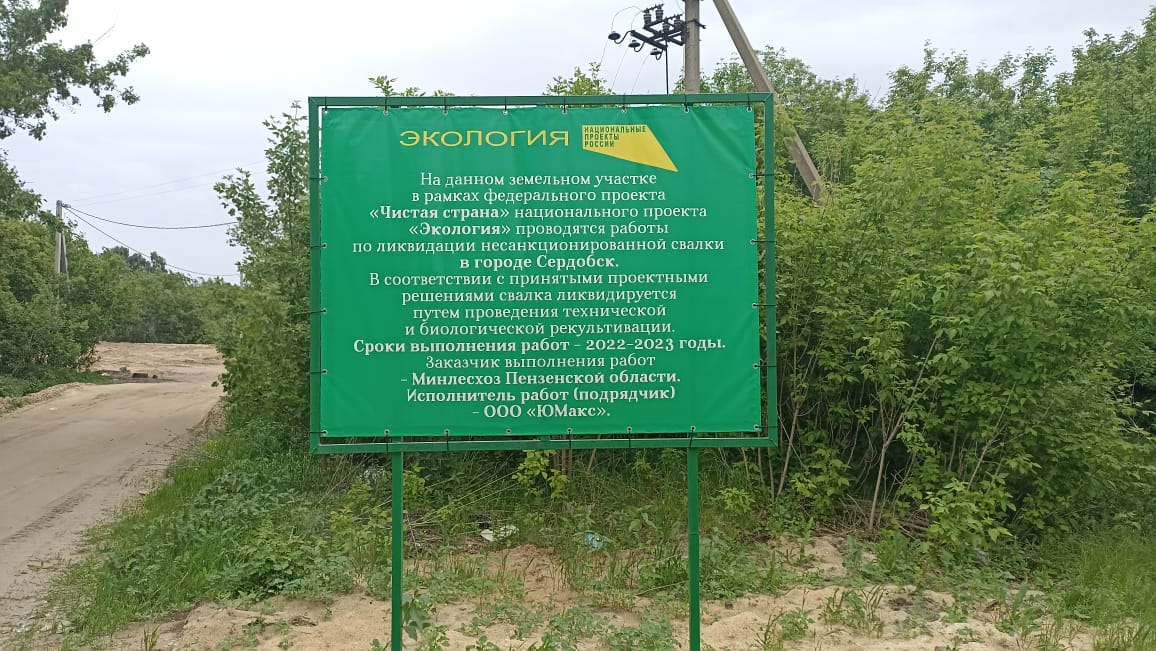 ЭКОЛОГИЯ
НАЦИОНАЛЬНЫЕ
ПРОЕКТЫ
РОССИИ
На данном земельном участке
в рамках федерального проекта
«Чистая страна» национального проекта
«Экология» проводятся работы
по ликвидации несанкционированной свалки
в городе Сердобск.
В соответствии с принятыми проектными
решениями свалка ликвидируется
путем проведения технической
и биологической рекультивации.
Сроки выполнения работ - 2022-2023 годы.
Заказчик выполнения работ
- Минлесхоз Пензенской области.
Исполнитель работ (подрядчик)
- ООО «ЮМакс».